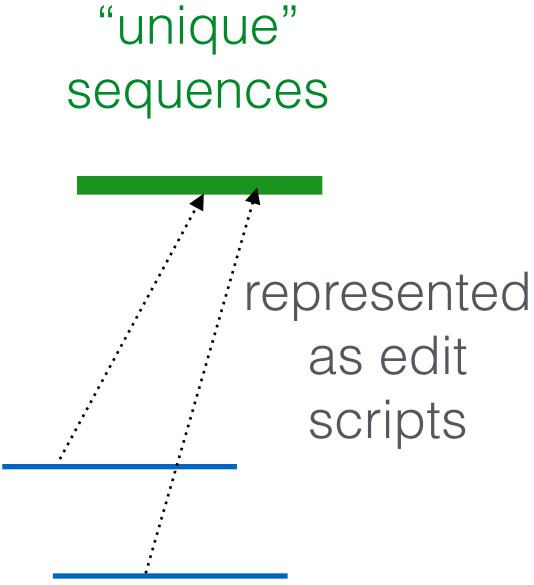 “unique”
sequences
represented
as edit
scripts